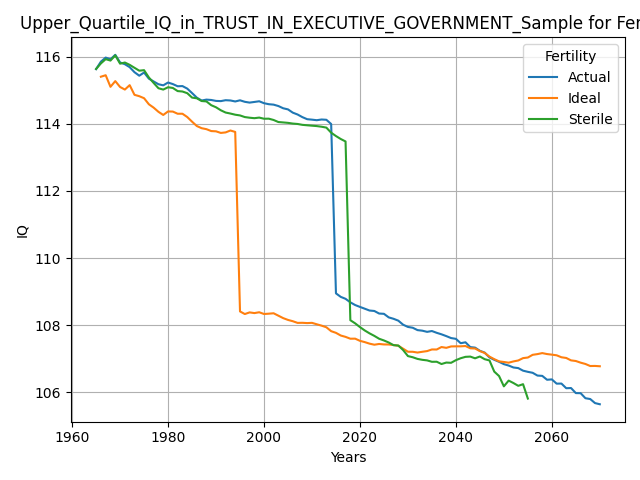 Upper_Quartile_IQ_in_TRUST_IN_EXECUTIVE_GOVERNMENT_Sample for Fer
116
114
112
110
108
106
IQ
Fertility
Actual
Ideal
Sterile
1960 1980 2000 2020 2040 2060
Years